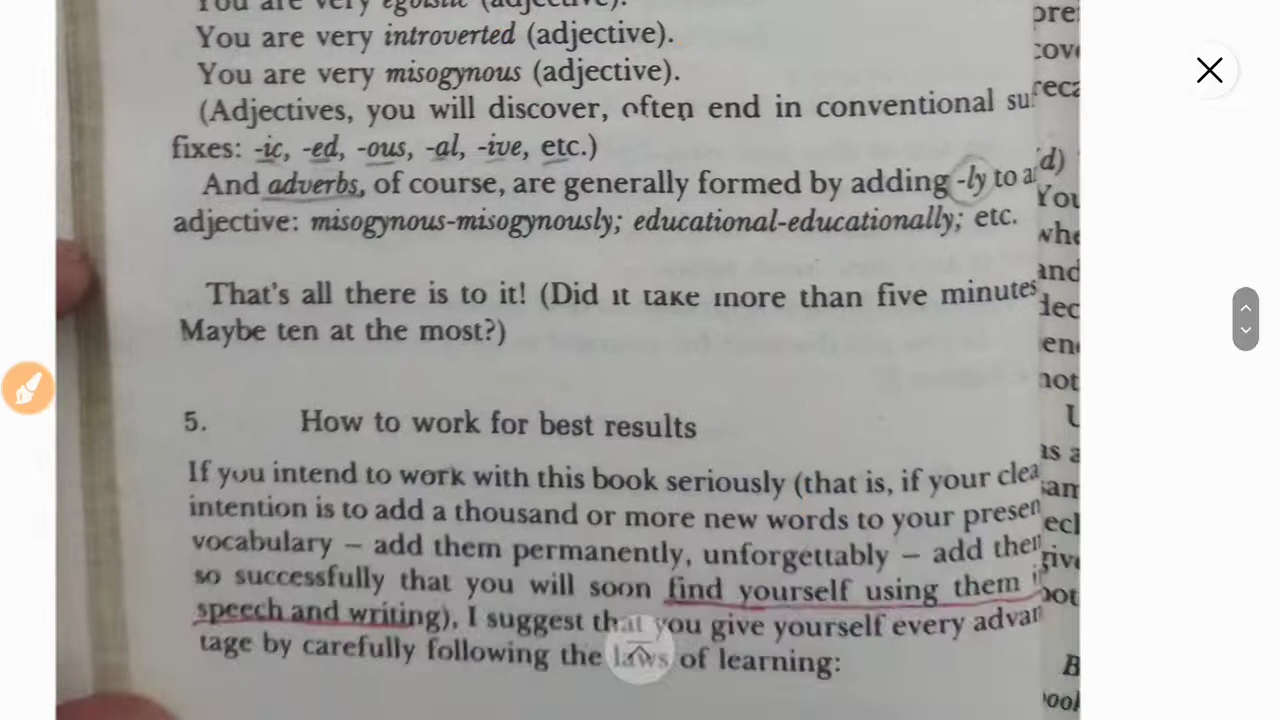 You are very egoistic (adjective).
You are very introverted (adjective).
You are very misogynous (adjective).
(Adjectives, you will discover, often end in conventional su
fixes: -ic, -ed, -ous, -al, -ive, etc.)
And adverbs, of course, are generally formed by adding -ly to a
adjective: misogynous-misogynously; educational-educationally; etc.
That's all there is to it! (Did it take more than five minutes
Maybe ten at the most?)
5. How to work for best results
If you intend to work with this book seriously (that is, if your clea
intention is to add a thousand or more new words to your presen
vocabulary – add them permanently, unforgettably – add then
so successfully that you will soon find yourself using them i
speech and writing), I suggest that you give yourself every advan
tage by carefully following the laws of learning: